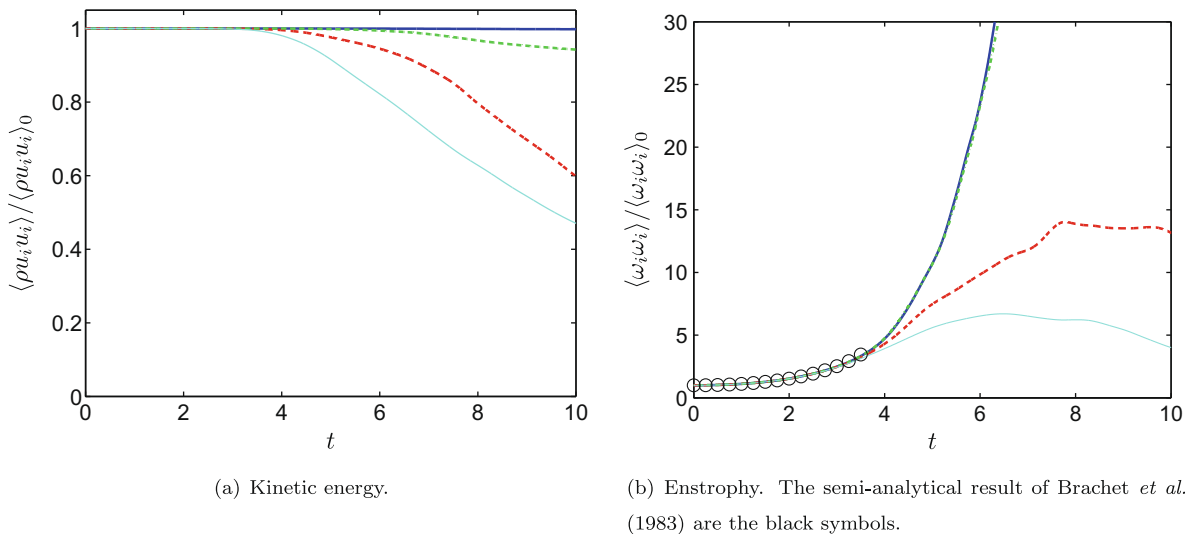 1
0.8
0.6
0.4
0.2
0
0 2 4 6 8 10
⟨ρuᵢuᵢ⟩/⟨ρuᵢuᵢ⟩₀
t
(a) Kinetic energy.
30
25
20
15
10
5
0
0 2 4 6 8 10
⟨ωᵢωᵢ⟩/⟨ωᵢωᵢ⟩₀
t
(b) Enstrophy. The semi-analytical result of Brachet et al.
(1983) are the black symbols.